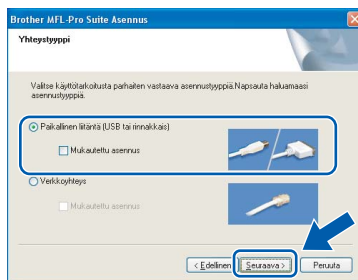 Brother MFL-Pro Suite Asennus
Yhteystyyppi
Valitse käyttötarkoitusta parhaiten vastaava asennustyyppiä.Napsauta haluamaasi
asennustyyppiä.
Paikallinen liitäntä (USB tai rinnakkais)
Mukautettu asennus
Verkkoyhteys
Mukautettu asennus
< Edellinen
Seuraava >
Peruuta